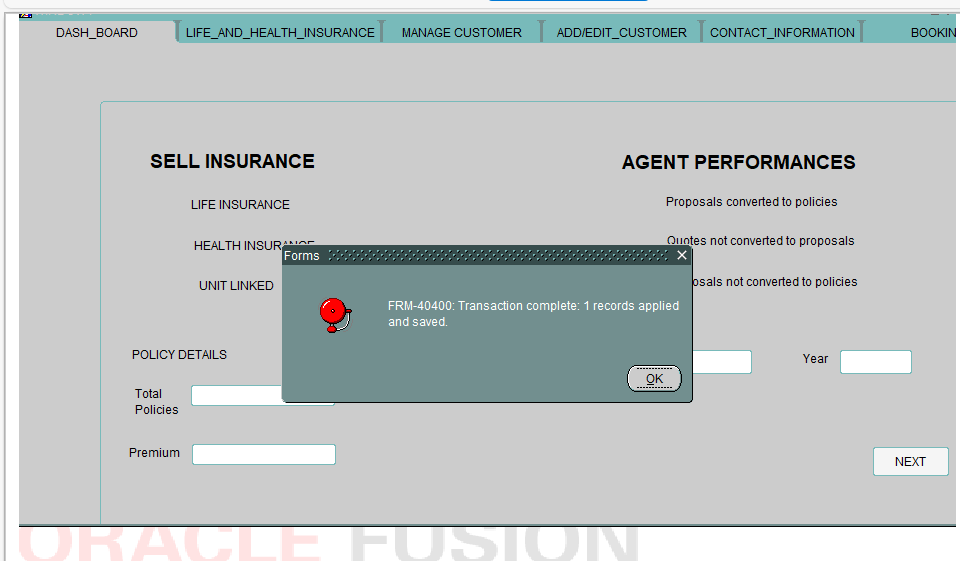 DASH_BOARD
LIFE_AND_HEALTH_INSURANCE
MANAGE CUSTOMER
ADD/EDIT_CUSTOMER
CONTACT_INFORMATION
BOOKIN
SELL INSURANCE
AGENT PERFORMANCES
LIFE INSURANCE
Proposals converted to policies
HEALTH INSURANCE
Quotes not converted to proposals
UNIT LINKED
osals not converted to policies
Forms
FRM-40400: Transaction complete: 1 records applied
and saved.
OK
POLICY DETAILS
Year
Total
Policies
Premium
NEXT
ORACLE FUSION